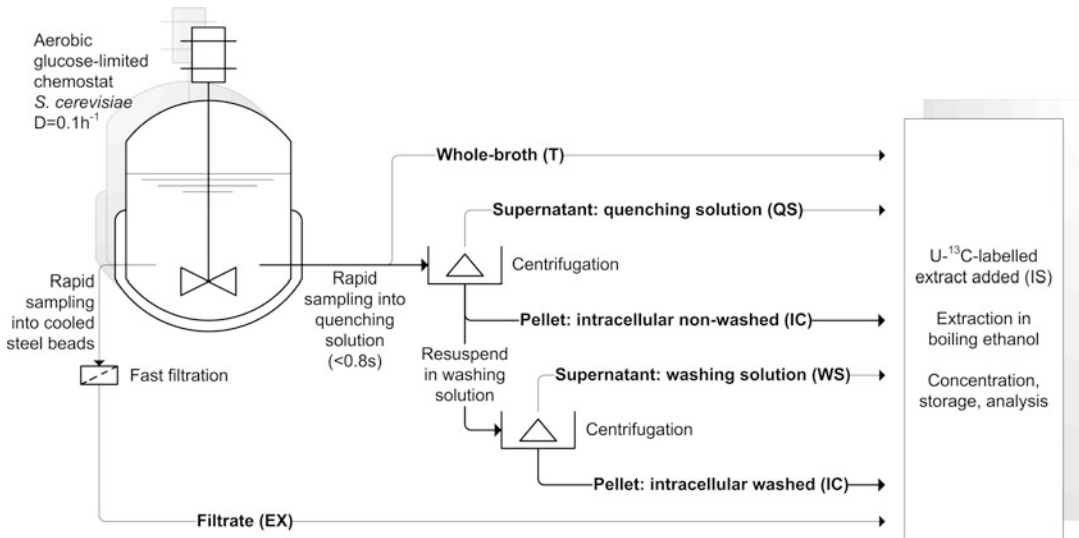 Aerobic
glucose-limited
chemostat
S. cerevisiae
D=0.1h⁻¹
Whole-broth (T)
Supernatant: quenching solution (QS)
Centrifugation
Rapid
sampling into
quenching
solution
(<0.8s)
Rapid
sampling
into cooled
steel beads
Fast filtration
Pellet: intracellular non-washed (IC)
Resuspend
in washing
solution
Supernatant: washing solution (WS)
Centrifugation
Pellet: intracellular washed (IC)
Filtrate (EX)
U-¹³C-labelled
extract added (IS)
Extraction in
boiling ethanol
Concentration,
storage, analysis